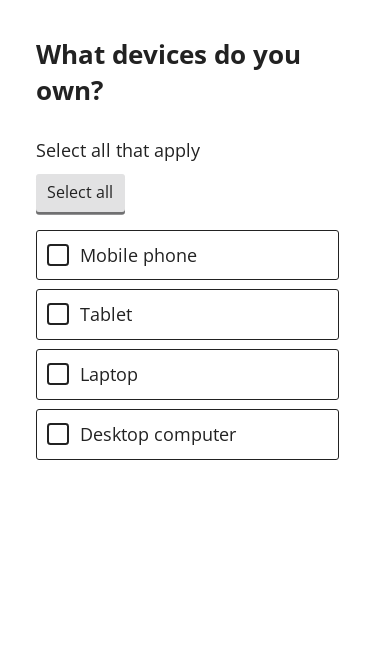 What devices do you
own?
Select all that apply
Select all
Mobile phone
Tablet
Laptop
Desktop computer